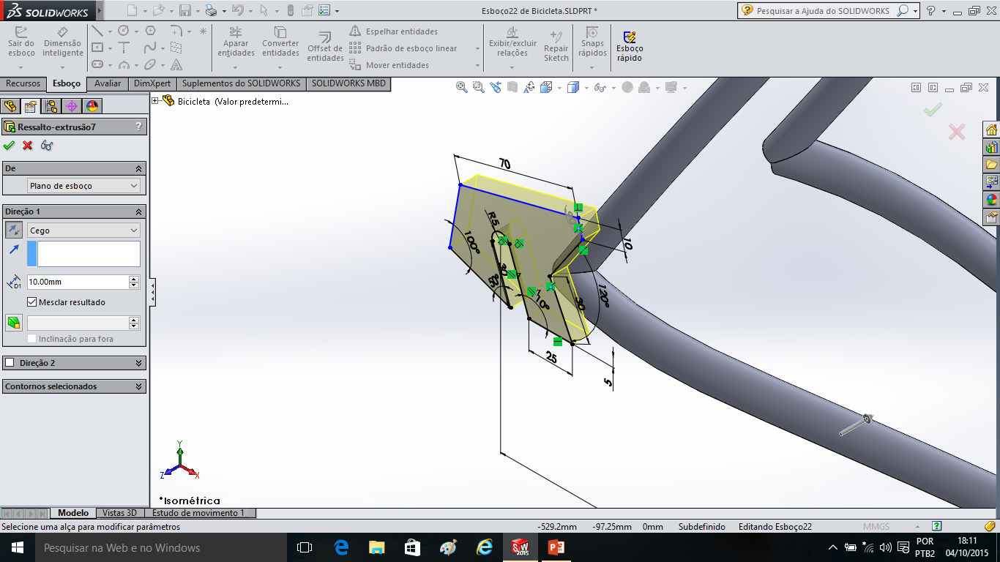 SOLIDWORKS
Esboço22 de Bicicleta.SLDPRT *
Pesquisar a Ajuda do SOLIDWORKS
Sair do esboço
Dimensão inteligente
Aparar entidades
Converter entidades
Offset de entidades
Espelhar entidades
Padrão de esboço linear
Mover entidades
Exibir/excluir relações
Repair Sketch
Snaps rápidos
Esboço rápido
Recursos
Esboço
Avaliar
DimXpert
Suplementos do SOLIDWORKS
SOLIDWORKS MBD
Bicicleta (Valor predetermi...
Ressalto-extrusão7
?
De
Plano de esboço
Direção 1
Cego
D1
10.00mm
Mesclar resultado
Inclinação para fora
Direção 2
Contornos selecionados
70
R5
100°
10
30
10°
30
120°
25
5
Y
Z
X
*Isométrica
Modelo
Vistas 3D
Estudo de movimento 1
Selecione uma alça para modificar parâmetros
-529.2mm
-97.25mm
0mm
Subdefinido
Editando Esboço22
MMGS
Pesquisar na Web e no Windows
SW
2015
POR
PTB2
18:11
04/10/2015